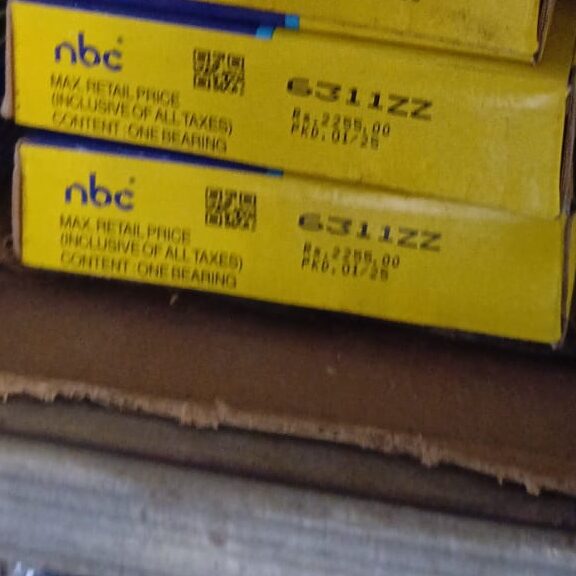 nbc
MAX. RETAIL PRICE
(INCLUSIVE OF ALL TAXES)
CONTENT : ONE BEARING
6311ZZ
Rs.2255.00
PKD.01/25
nbc
MAX. RETAIL PRICE
(INCLUSIVE OF ALL TAXES)
CONTENT : ONE BEARING
6311ZZ
Rs.2255.00
PKD.01/25